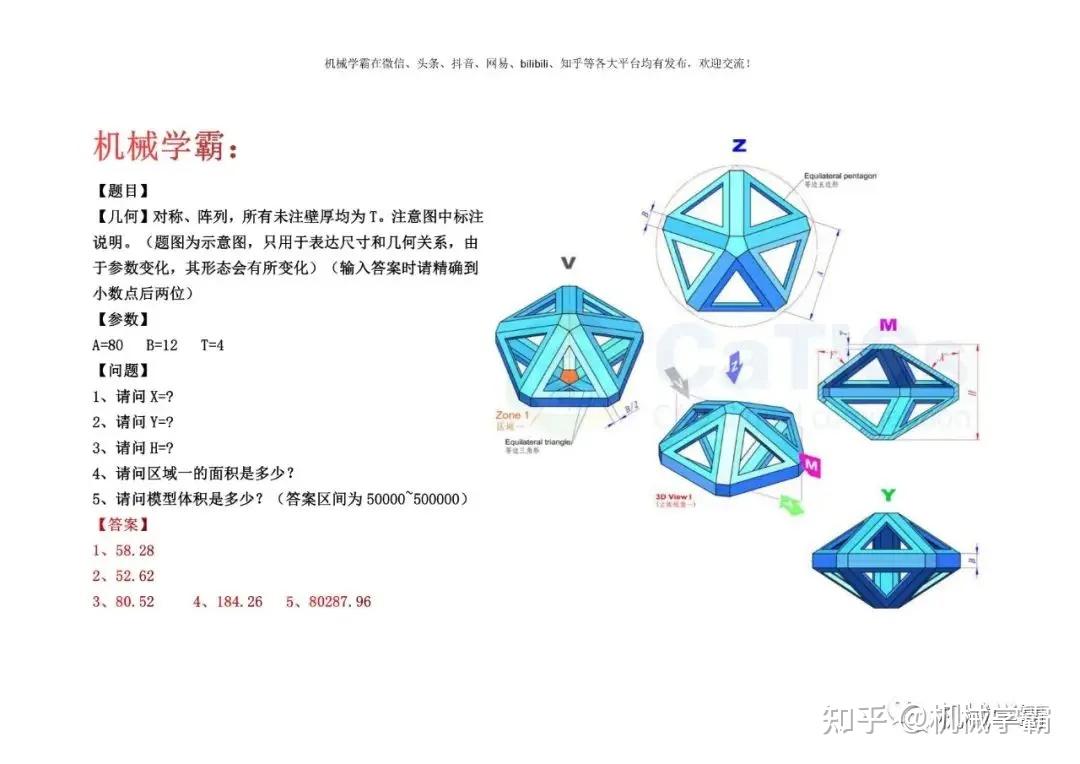 机械学霸在微信、头条、抖音、网易、bilibili、知乎等各大平台均有发布，欢迎交流！
机械学霸：
【题目】
【几何】对称、阵列，所有未注壁厚均为 T。注意图中标注
说明。（题图为示意图，只用于表达尺寸和几何关系，由
于参数变化，其形态会有所变化）（输入答案时请精确到
小数点后两位）
【参数】
A=80 B=12 T=4
【问题】
1、请问 X=?
2、请问 Y=?
3、请问 H=?
4、请问区域一的面积是多少？
5、请问模型体积是多少？（答案区间为 50000~500000）
【答案】
1、58.28
2、52.62
3、80.52 4、184.26 5、80287.96
Z
Equilateral pentagon
等边五边形
B
A
V
Zone 1
区域一
B/2
Equilateral triangle
等边三角形
Z
V
M
3D View I
M
T
Y
X
H
Y
B
知乎 @机械学霸